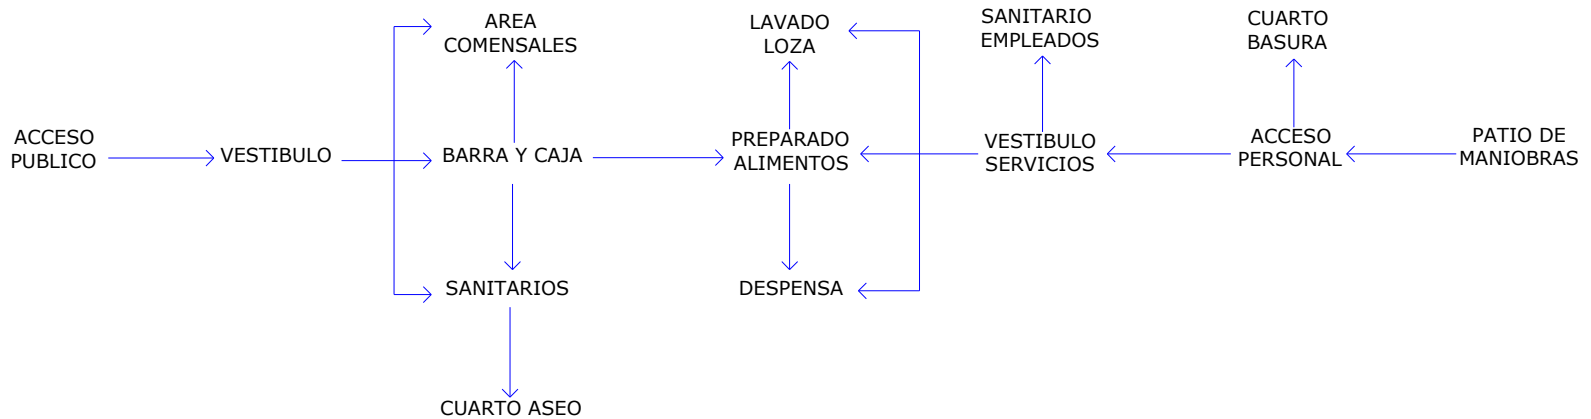 ACCESO
PUBLICO
VESTIBULO
AREA
COMENSALES
BARRA Y CAJA
SANITARIOS
CUARTO ASEO
LAVADO
LOZA
PREPARADO
ALIMENTOS
DESPENSA
SANITARIO
EMPLEADOS
VESTIBULO
SERVICIOS
CUARTO
BASURA
ACCESO
PERSONAL
PATIO DE
MANIOBRAS